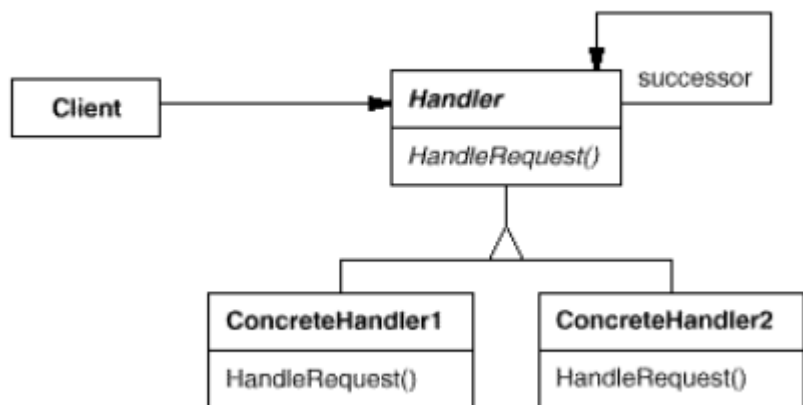 successor
Client
Handler
HandleRequest()
ConcreteHandler1
ConcreteHandler2
HandleRequest()
HandleRequest()